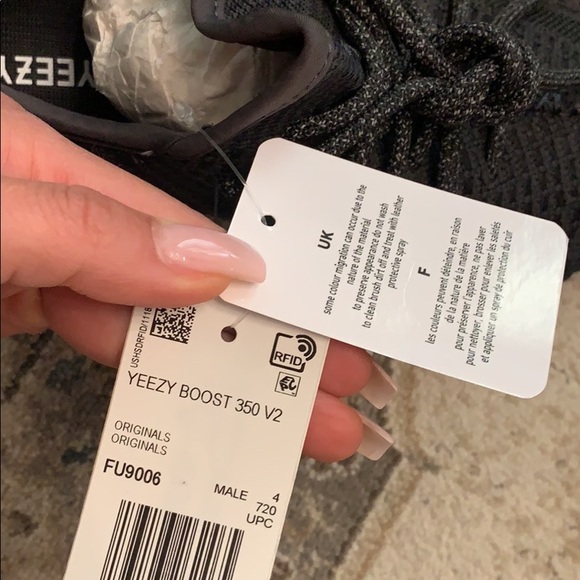 YEEZY
UK
some colour migration can occur due to the
nature of the material
to preserve appearance do not wash
to clean brush dirt off and treat with leather
protective spray
F
les couleurs peuvent déteindre, en raison
de la nature de la matière
pour préserver l'apparence, ne pas laver
pour nettoyer, brosser pour enlever les saletés
et appliquer un spray de protection du cuir
RFID
YEEZY BOOST 350 V2
ORIGINALS
ORIGINALS
FU9006
MALE 4
720
UPC